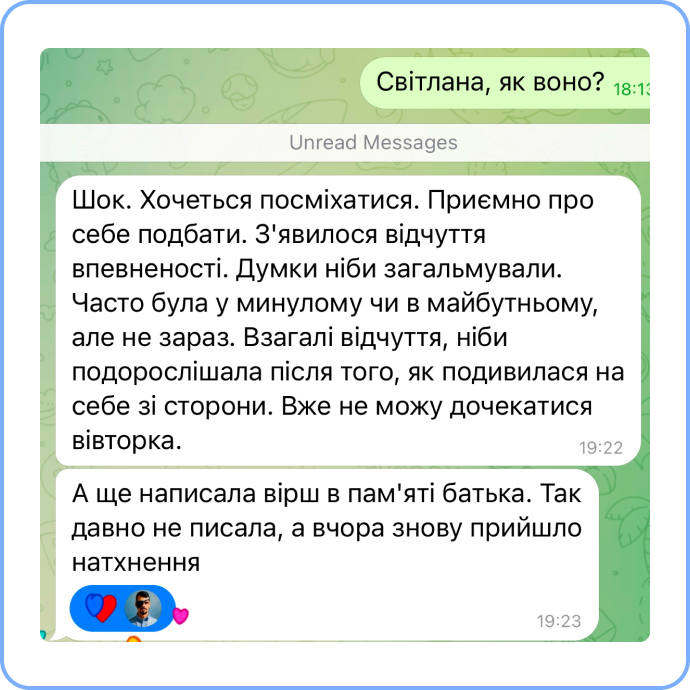 Світлана, як воно?
18:13
Unread Messages
Шок. Хочеться посміхатися. Приємно про
себе подбати. З'явилося відчуття
впевненості. Думки ніби загальмували.
Часто була у минулому чи в майбутньому,
але не зараз. Взагалі відчуття, ніби
подорослішала після того, як подивилася на
себе зі сторони. Вже не можу дочекатися
вівторка.
19:22
А ще написала вірш в пам'яті батька. Так
давно не писала, а вчора знову прийшло
натхнення
19:23